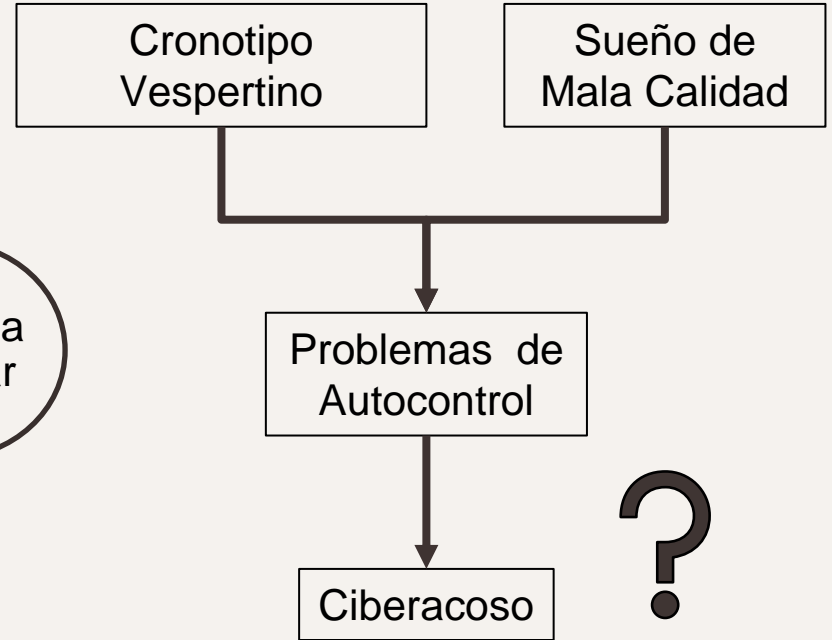 Cronotipo
Vespertino
Sueño de
Mala Calidad
Problemas de
Autocontrol
Ciberacoso
?